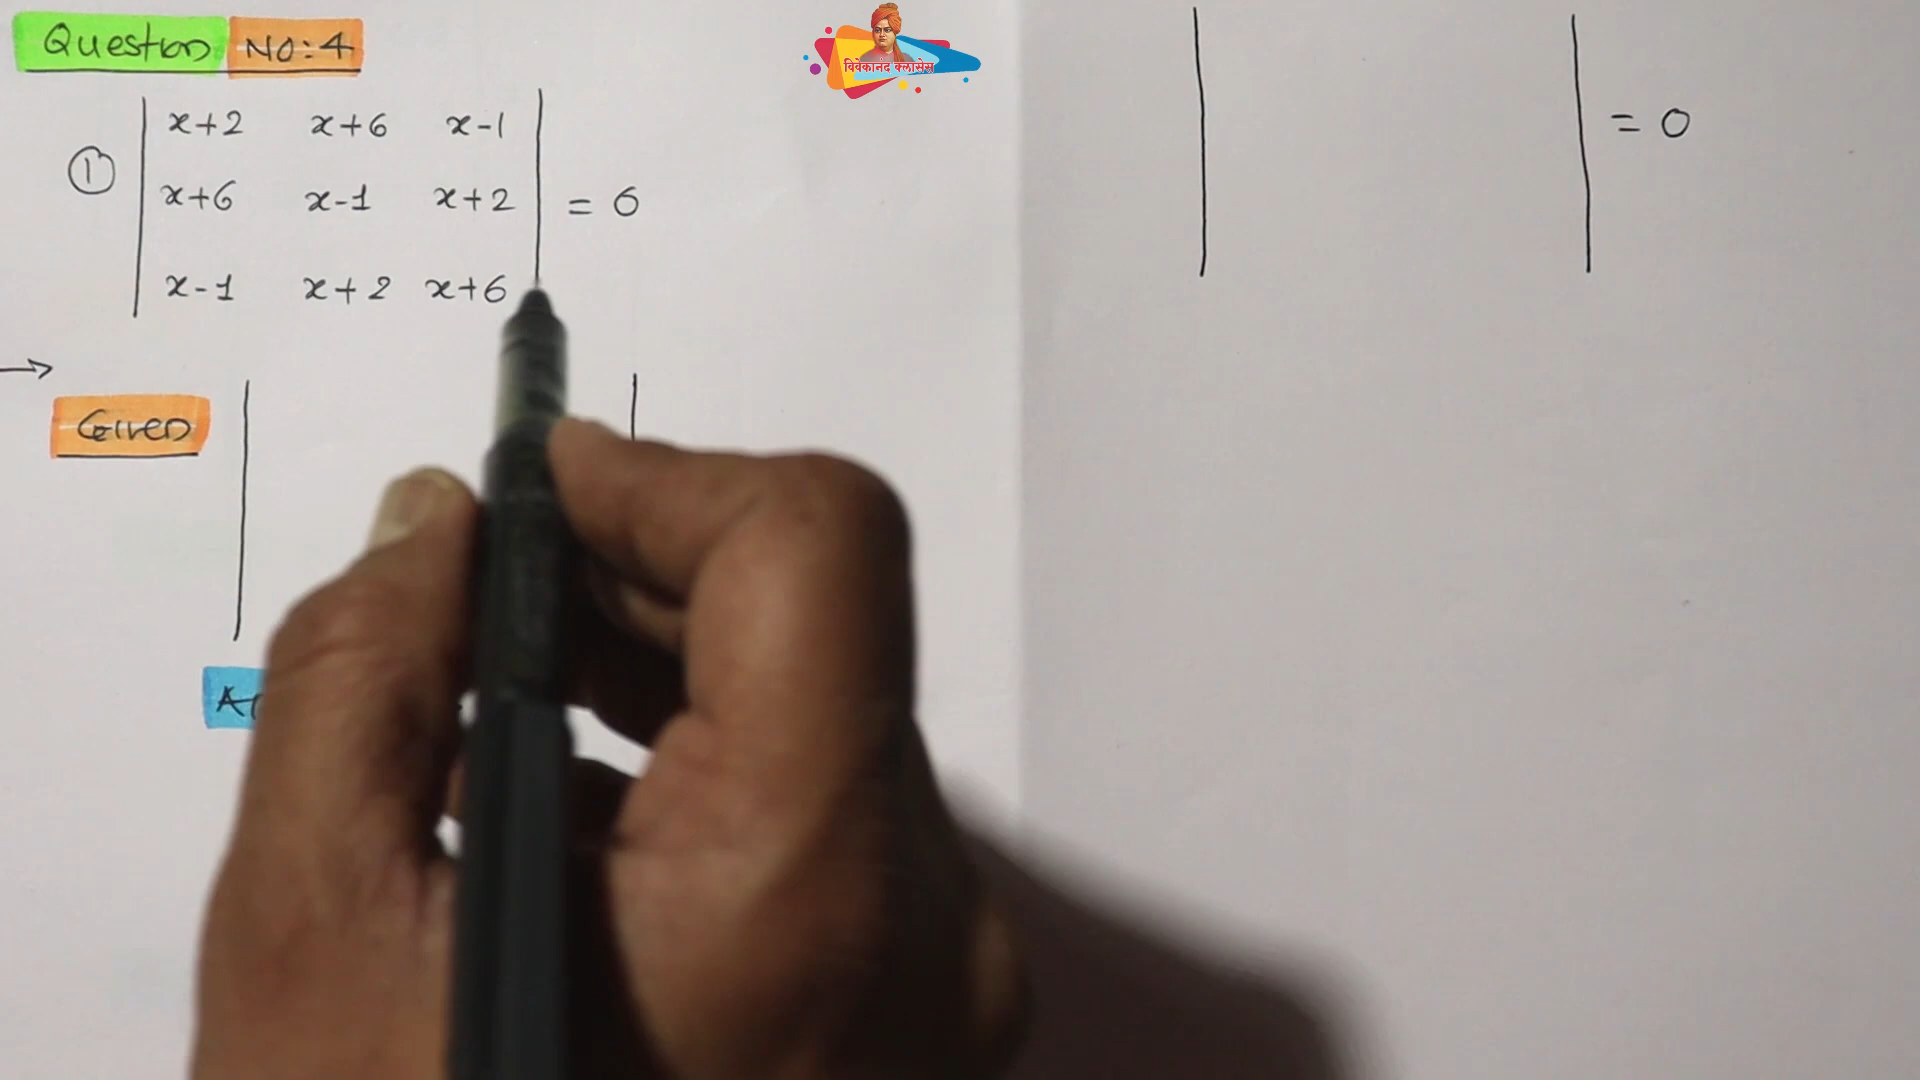 Question No: 4
① | x+2 x+6 x-1 |
| x+6 x-1 x+2 | = 0
| x-1 x+2 x+6 |
→
Given
विवेकानंद क्लासेस
= 0